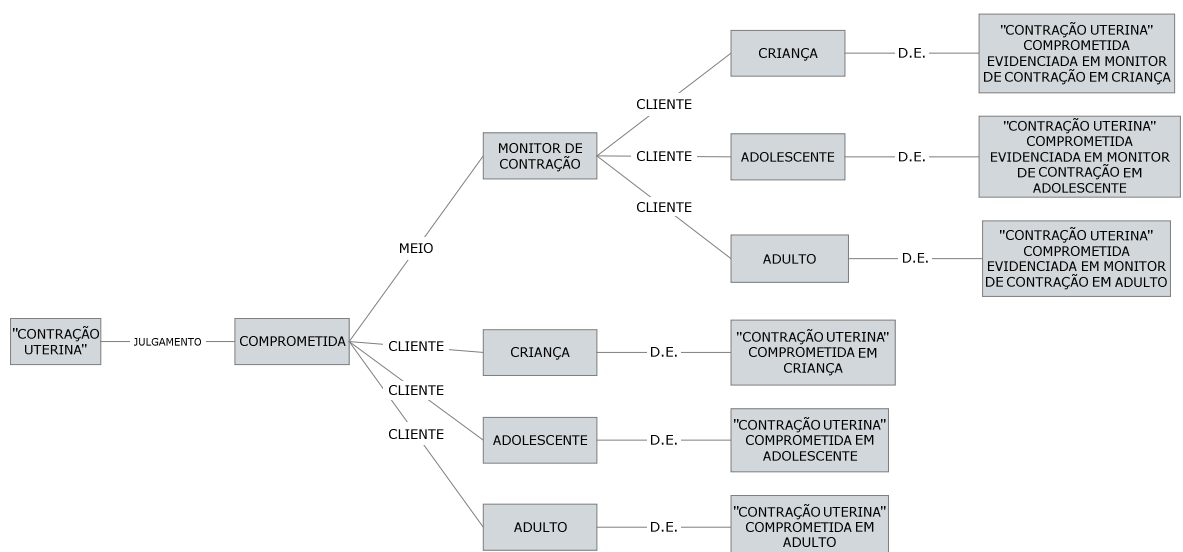 "CONTRAÇÃO
UTERINA"
JULGAMENTO
COMPROMETIDA
MEIO
MONITOR DE
CONTRAÇÃO
CLIENTE
CRIANÇA
D.E.
"CONTRAÇÃO UTERINA"
COMPROMETIDA
EVIDENCIADA EM MONITOR
DE CONTRAÇÃO EM CRIANÇA
CLIENTE
ADOLESCENTE
D.E.
"CONTRAÇÃO UTERINA"
COMPROMETIDA
EVIDENCIADA EM MONITOR
DE CONTRAÇÃO EM
ADOLESCENTE
CLIENTE
ADULTO
D.E.
"CONTRAÇÃO UTERINA"
COMPROMETIDA
EVIDENCIADA EM MONITOR
DE CONTRAÇÃO EM ADULTO
CLIENTE
CRIANÇA
D.E.
"CONTRAÇÃO UTERINA"
COMPROMETIDA EM
CRIANÇA
CLIENTE
ADOLESCENTE
D.E.
"CONTRAÇÃO UTERINA"
COMPROMETIDA EM
ADOLESCENTE
CLIENTE
ADULTO
D.E.
"CONTRAÇÃO UTERINA"
COMPROMETIDA EM
ADULTO